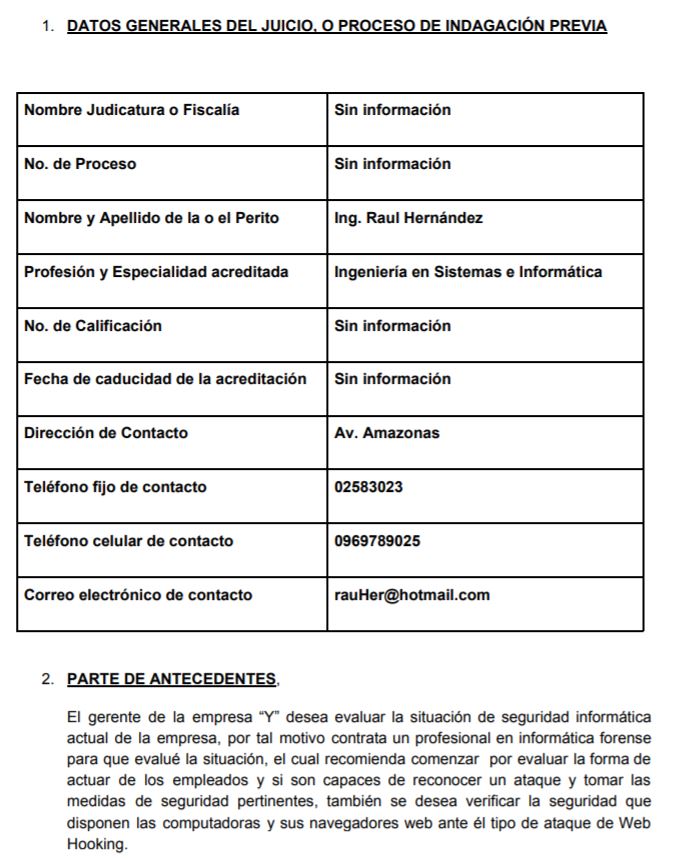 1. DATOS GENERALES DEL JUICIO, O PROCESO DE INDAGACIÓN PREVIA
Nombre Judicatura o Fiscalía Sin información
No. de Proceso Sin información
Nombre y Apellido de la o el Perito Ing. Raul Hernández
Profesión y Especialidad acreditada Ingeniería en Sistemas e Informática
No. de Calificación Sin información
Fecha de caducidad de la acreditación Sin información
Dirección de Contacto Av. Amazonas
Teléfono fijo de contacto 02583023
Teléfono celular de contacto 0969789025
Correo electrónico de contacto rauHer@hotmail.com
2. PARTE DE ANTECEDENTES,
El gerente de la empresa “Y” desea evaluar la situación de seguridad informática
actual de la empresa, por tal motivo contrata un profesional en informática forense
para que evalué la situación, el cual recomienda comenzar por evaluar la forma de
actuar de los empleados y si son capaces de reconocer un ataque y tomar las
medidas de seguridad pertinentes, también se desea verificar la seguridad que
disponen las computadoras y sus navegadores web ante él tipo de ataque de Web
Hooking.